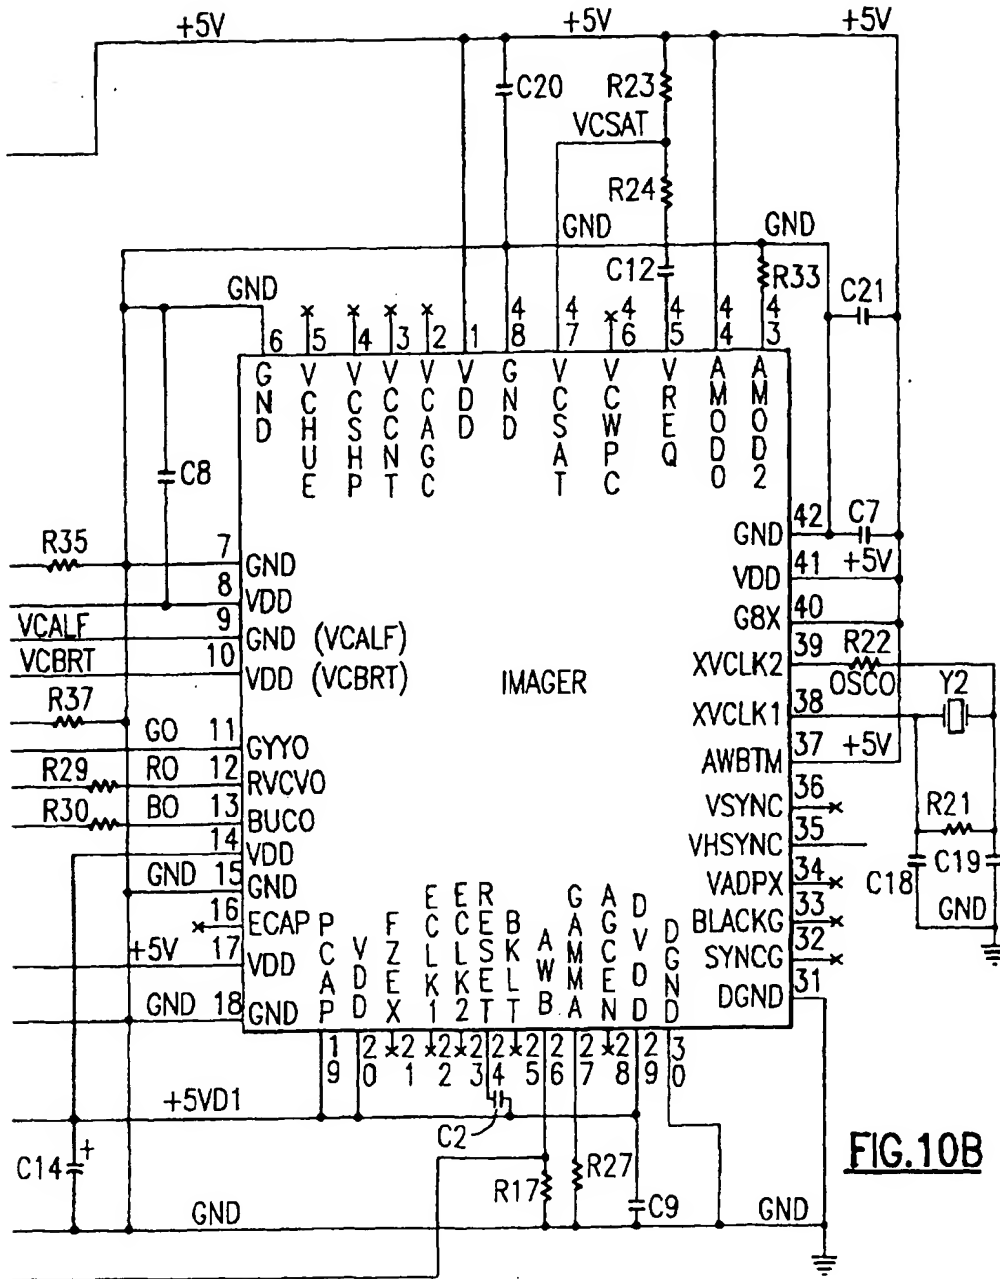 +5V +5V +5V
C20 R23
VCSAT
R24
GND GND
C12 R33
GND C21
6 5 4 3 2 1 48 47 46 45 44 43
GND VCHUE VCSHP VCCNT VCAGC VDD GND VCSAT VCWPC VREQ AMOD0 AMOD2
C8
GND 42 C7
R35 7 GND
VDD 41 +5V
8 VDD
G8X 40
VCALF 9 GND (VCALF)
XVCLK2 39 R22
VCBRT 10 VDD (VCBRT)
IMAGER
OSCO Y2
R37
XVCLK1 38
GO 11 GYYO
AWBTM 37 +5V
R29 RO 12 RVCVO
VSYNC 36
R30 BO 13 BUCO
R21
14 VDD
VHSYNC 35
GND 15 GND
VADPX 34 C18 C19
16 ECAP
BLACKG 33 GND
+5V 17 VDD
SYNCG 32
GND 18 GND
DGND 31
PCAP VDD FZEX ECLK1 ECLK2 RESET BKLT AWB GAMMA AGCEN DVDD DGND
19 20 21 22 23 24 25 26 27 28 29 30
+5VD1
C2
C14 +
R17 R27
C9
GND GND
FIG.10B